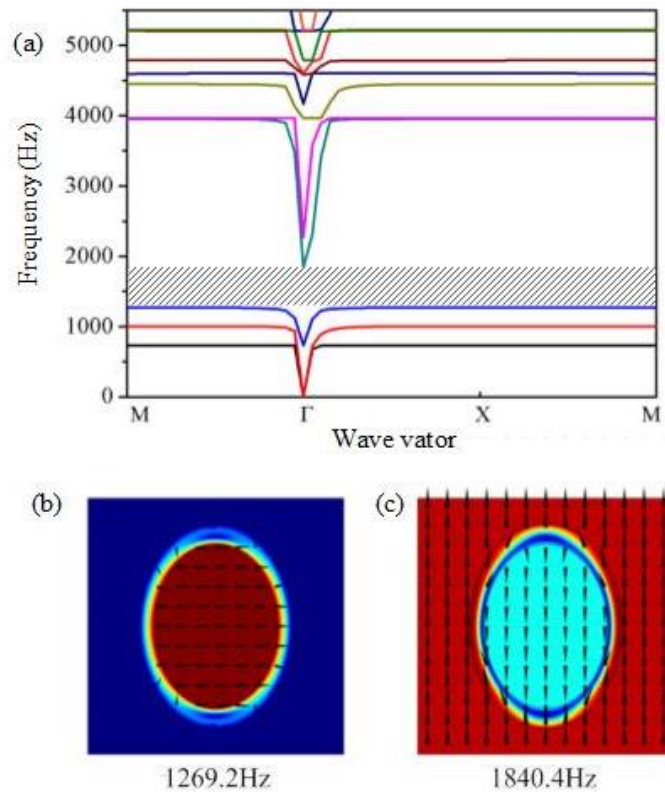 (a)
5000
4000
3000
2000
1000
0
Frequency (Hz)
M Γ X M
Wave vator
(b) (c)
1269.2Hz 1840.4Hz